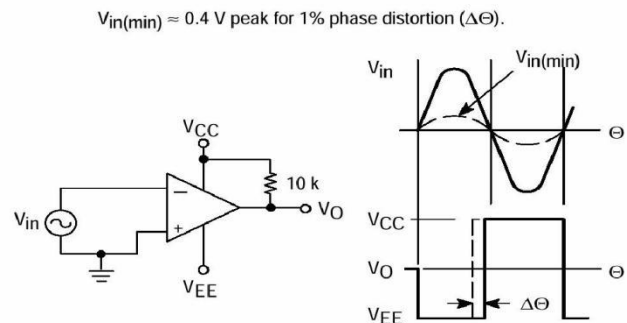 Vin(min) ≈ 0.4 V peak for 1% phase distortion (ΔΘ).
Vin
Vin(min)
Θ
VCC
10 k
−
+
Vin
VO
VEE
VCC
VO
Θ
VEE
ΔΘ